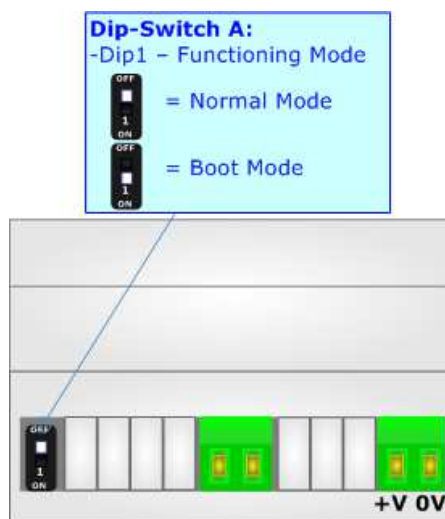 Dip-Switch A:
-Dip1 – Functioning Mode
OFF
1
ON
= Normal Mode
OFF
1
ON
= Boot Mode
OFF
1
ON
+V 0V